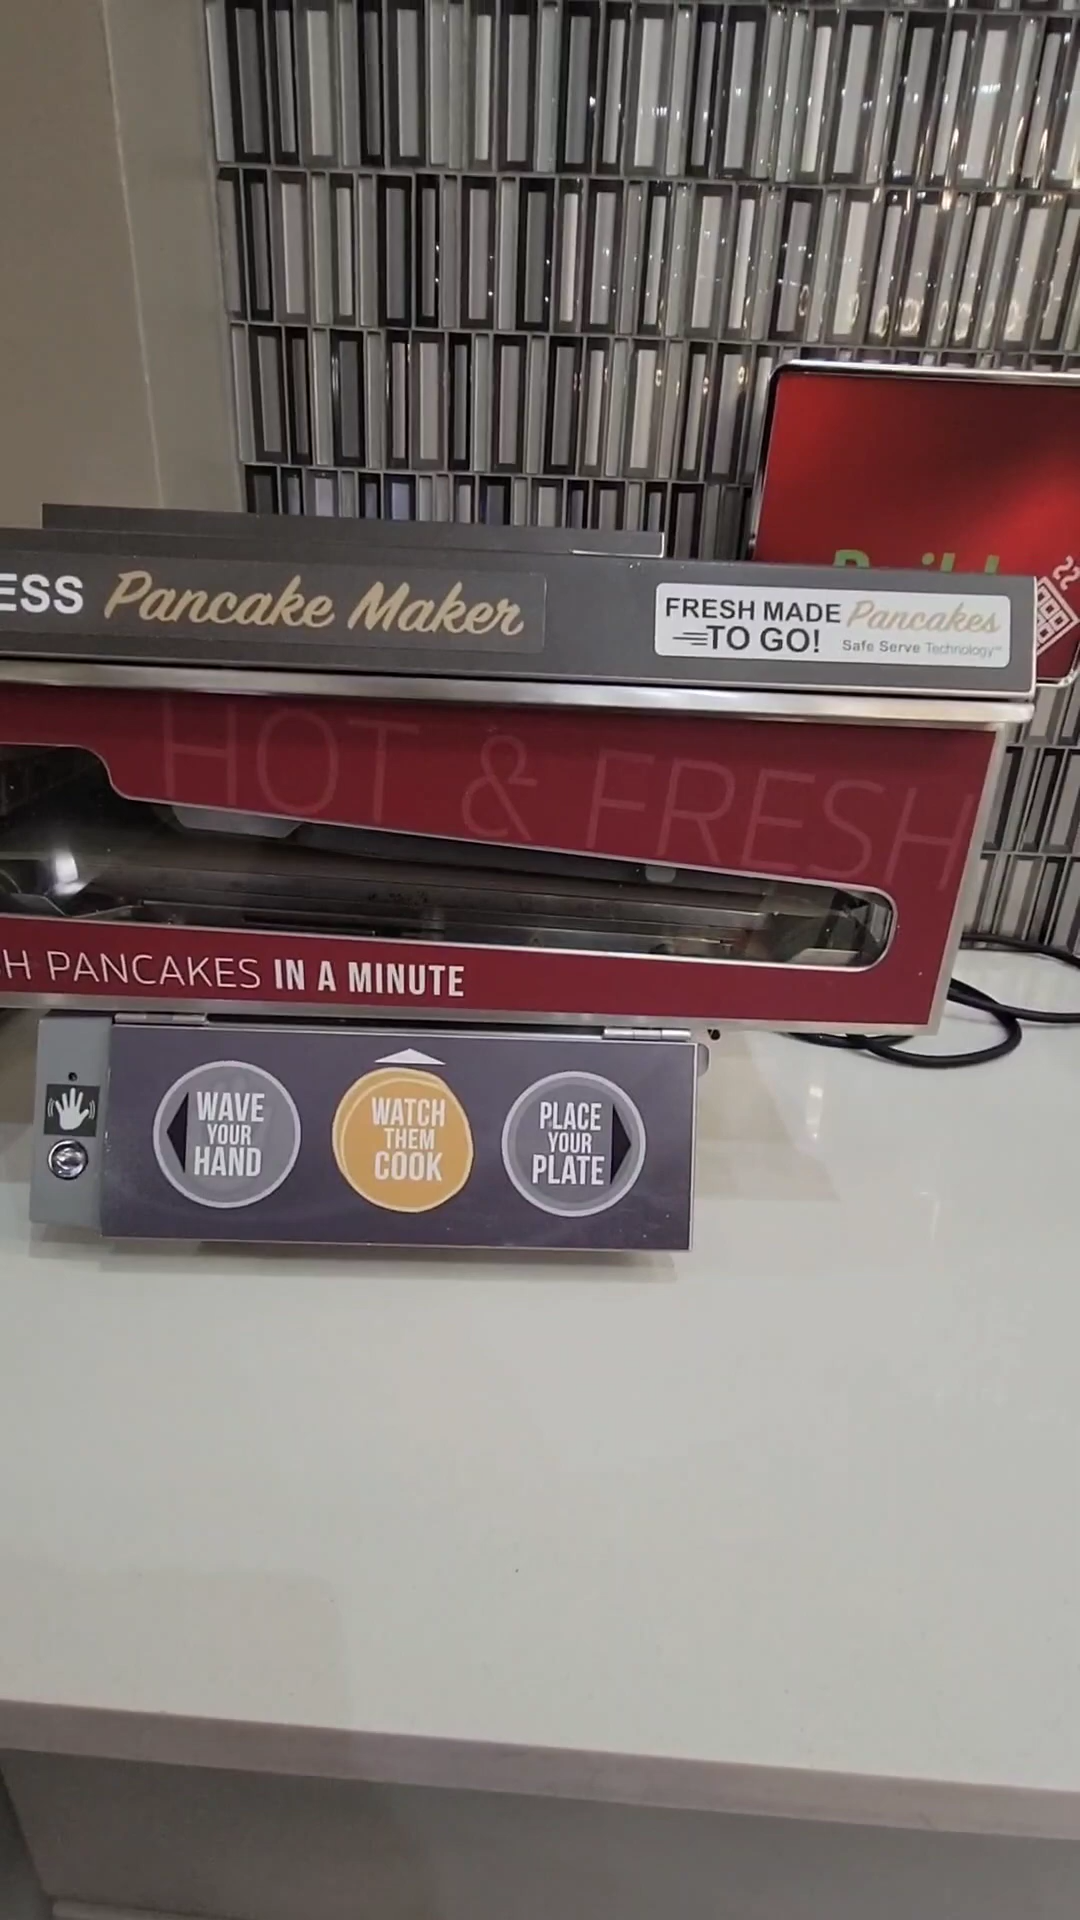 ESS Pancake Maker
FRESH MADE Pancakes
TO GO! Safe Serve Technology
HOT & FRESH
H PANCAKES IN A MINUTE
WAVE
YOUR
HAND
WATCH
THEM
COOK
PLACE
YOUR
PLATE